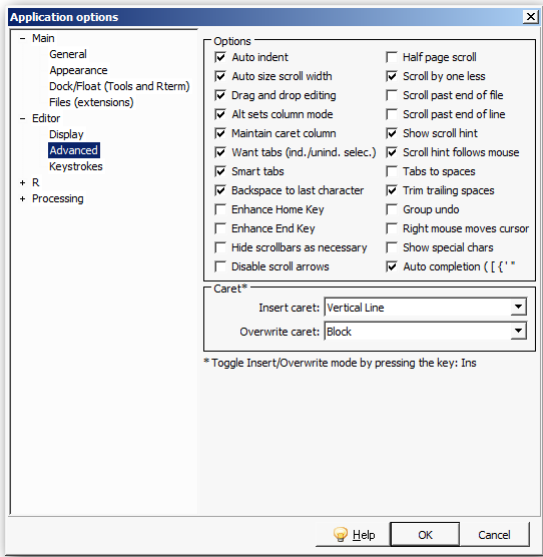 Application options
Main
General
Appearance
Dock/Float (Tools and Rterm)
Files (extensions)
Editor
Display
Advanced
Keystrokes
R
Processing
Options
Auto indent
Auto size scroll width
Drag and drop editing
Alt sets column mode
Maintain caret column
Want tabs (ind./unind. selec.)
Smart tabs
Backspace to last character
Enhance Home Key
Enhance End Key
Hide scrollbars as necessary
Disable scroll arrows
Half page scroll
Scroll by one less
Scroll past end of file
Scroll past end of line
Show scroll hint
Scroll hint follows mouse
Tabs to spaces
Trim trailing spaces
Group undo
Right mouse moves cursor
Show special chars
Auto completion ( [ { ' "
Caret*
Insert caret: Vertical Line
Overwrite caret: Block
* Toggle Insert/Overwrite mode by pressing the key: Ins
Help OK Cancel